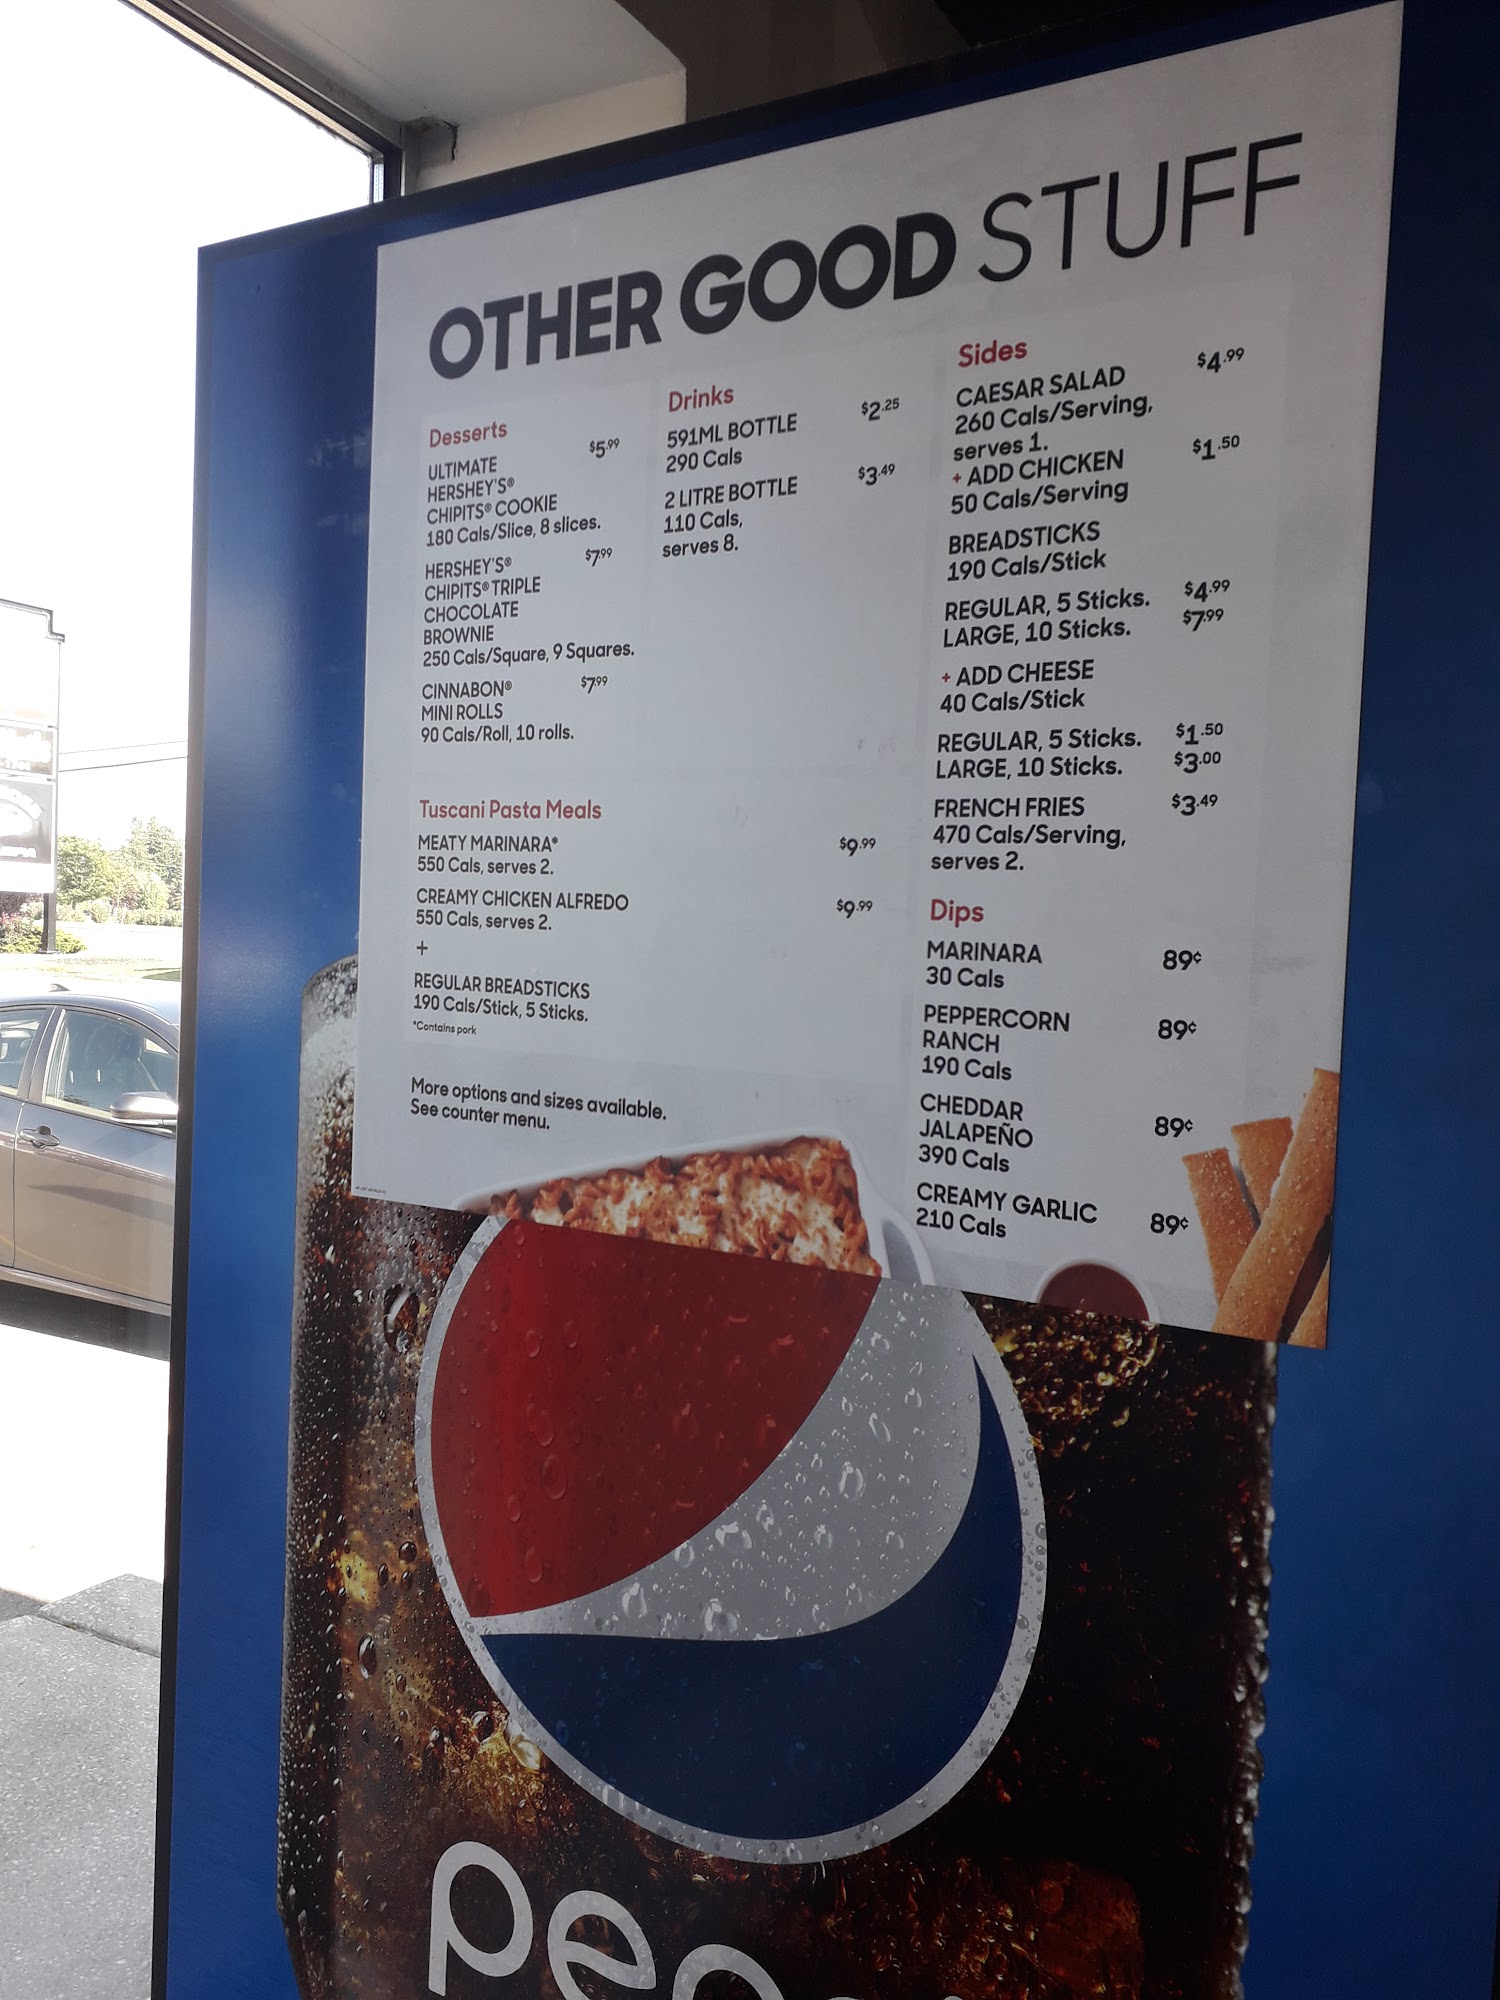 OTHER GOOD STUFF
Desserts
ULTIMATE $5.99
HERSHEY'S®
CHIPITS® COOKIE
180 Cals/Slice, 8 slices.
HERSHEY'S® $7.99
CHIPITS® TRIPLE
CHOCOLATE
BROWNIE
250 Cals/Square, 9 Squares.
CINNABON® $7.99
MINI ROLLS
90 Cals/Roll, 10 rolls.
Drinks
591ML BOTTLE $2.25
290 Cals
2 LITRE BOTTLE $3.49
110 Cals,
serves 8.
Tuscani Pasta Meals
MEATY MARINARA* $9.99
550 Cals, serves 2.
CREAMY CHICKEN ALFREDO $9.99
550 Cals, serves 2.
+
REGULAR BREADSTICKS
190 Cals/Stick, 5 Sticks.
*Contains pork
More options and sizes available.
See counter menu.
Sides
CAESAR SALAD $4.99
260 Cals/Serving,
serves 1.
+ ADD CHICKEN $1.50
50 Cals/Serving
BREADSTICKS
190 Cals/Stick
REGULAR, 5 Sticks. $4.99
LARGE, 10 Sticks. $7.99
+ ADD CHEESE
40 Cals/Stick
REGULAR, 5 Sticks. $1.50
LARGE, 10 Sticks. $3.00
FRENCH FRIES $3.49
470 Cals/Serving,
serves 2.
Dips
MARINARA 89¢
30 Cals
PEPPERCORN 89¢
RANCH
190 Cals
CHEDDAR 89¢
JALAPEÑO
390 Cals
CREAMY GARLIC 89¢
210 Cals